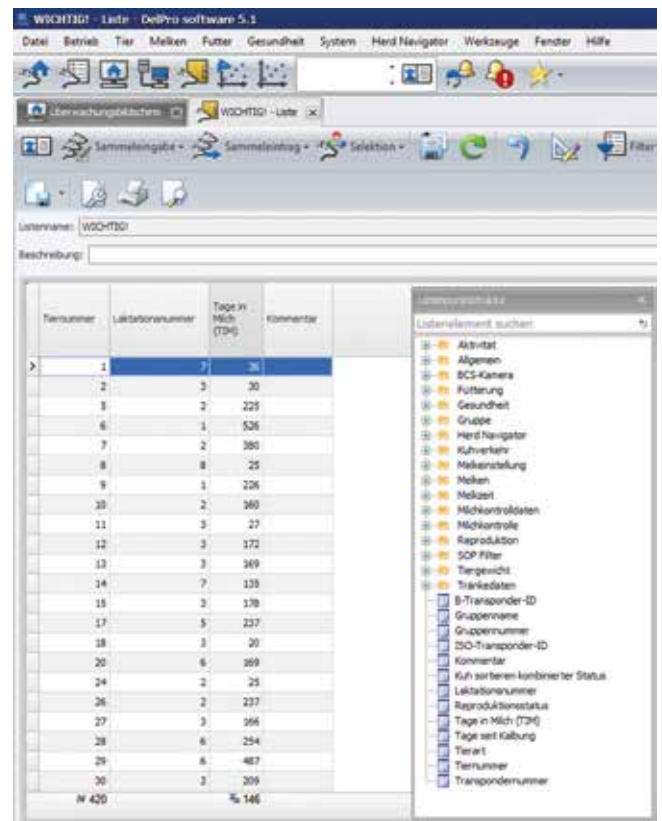 WICHTIG! - Liste - DelPro software 5.1
Datei Betrieb Tier Melken Futter Gesundheit System Herd Navigator Werkzeuge Fenster Hilfe
Überwachungsbildschirm WICHTIG! - Liste
Sammeleingabe Sammeleintrag Selektion Filter
Listenname: WICHTIG!
Beschreibung:
Tiernummer Laktationsnummer Tage in Milch (TIM) Kommentar
1 7 36
2 3 30
5 2 225
6 1 526
7 2 380
8 8 25
9 1 226
10 2 160
11 3 27
12 3 172
13 3 169
14 7 135
15 3 178
17 5 237
18 3 20
20 6 169
24 2 25
26 2 237
27 3 166
28 6 254
29 6 487
30 3 209
N 420 146
Listenelement suchen
Aktivität
Allgemein
BCS-Kamera
Fütterung
Gesundheit
Gruppe
Herd Navigator
Kuhverkehr
Melkeinstellung
Melken
Melkzeit
Milchkontrolldaten
Milchkontrolle
Reproduktion
SOP Filter
Tiergewicht
Tränkedaten
B-Transponder-ID
Gruppenname
Gruppennummer
ISO-Transponder-ID
Kommentar
Kuh sortieren kombinierter Status
Laktationsnummer
Reproduktionsstatus
Tage in Milch (TIM)
Tage seit Kalbung
Tierart
Tiernummer
Transpondernummer